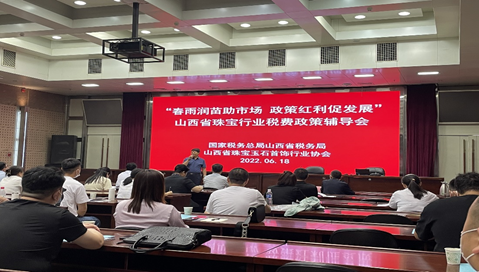 “春雨润苗助市场 政策红利促发展”
山西省珠宝行业税费政策辅导会
国家税务总局山西省税务局
山西省珠宝玉石首饰行业协会
2022.06.18